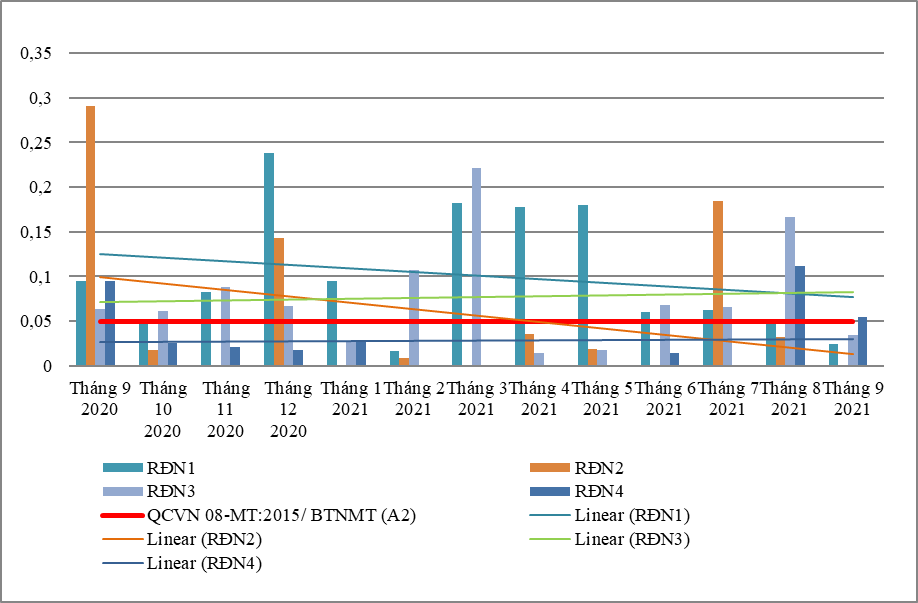 0,35
0,3
0,25
0,2
0,15
0,1
0,05
0
Tháng 9 2020
Tháng 10 2020
Tháng 11 2020
Tháng 12 2020
Tháng 1 2021
Tháng 2 2021
Tháng 3 2021
Tháng 4 2021
Tháng 5 2021
Tháng 6 2021
Tháng 7 2021
Tháng 8 2021
Tháng 9 2021
RĐN1
RĐN2
RĐN3
RĐN4
QCVN 08-MT:2015/ BTNMT (A2)
Linear (RĐN1)
Linear (RĐN2)
Linear (RĐN3)
Linear (RĐN4)